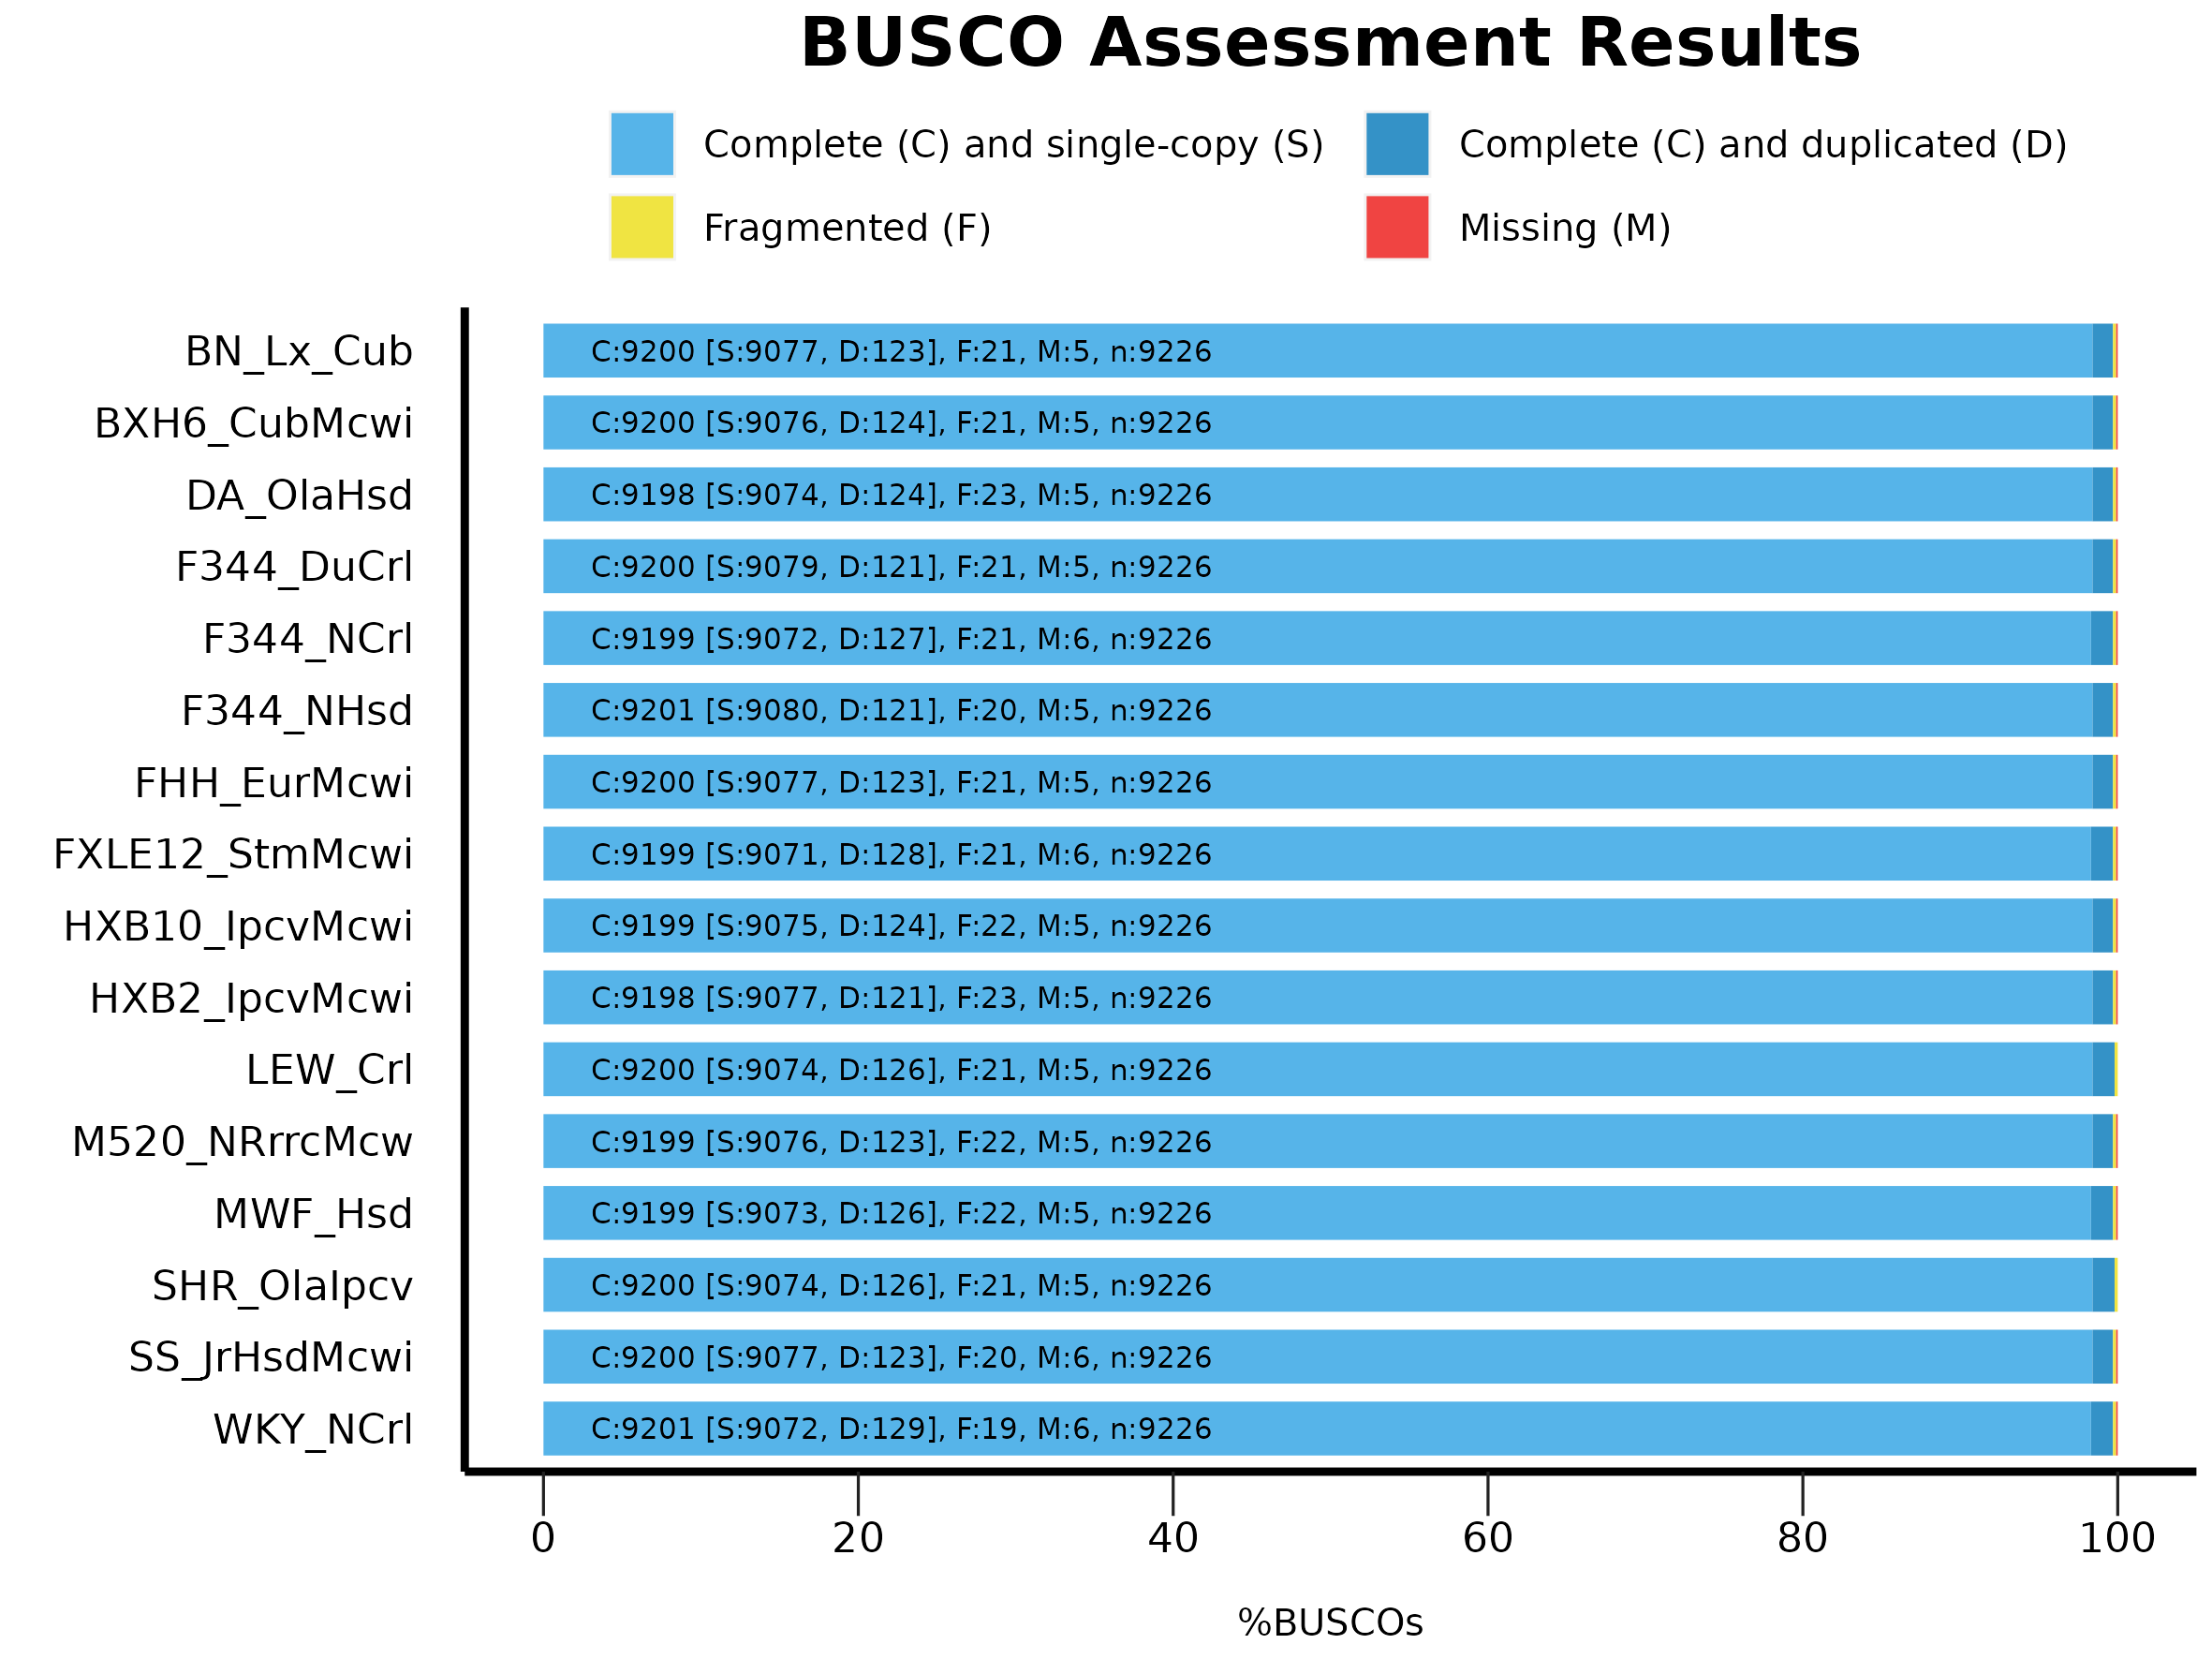 BUSCO Assessment Results
Complete (C) and single-copy (S) Complete (C) and duplicated (D)
Fragmented (F) Missing (M)
BN_Lx_Cub C:9200 [S:9077, D:123], F:21, M:5, n:9226
BXH6_CubMcwi C:9200 [S:9076, D:124], F:21, M:5, n:9226
DA_OlaHsd C:9198 [S:9074, D:124], F:23, M:5, n:9226
F344_DuCrl C:9200 [S:9079, D:121], F:21, M:5, n:9226
F344_NCrl C:9199 [S:9072, D:127], F:21, M:6, n:9226
F344_NHsd C:9201 [S:9080, D:121], F:20, M:5, n:9226
FHH_EurMcwi C:9200 [S:9077, D:123], F:21, M:5, n:9226
FXLE12_StmMcwi C:9199 [S:9071, D:128], F:21, M:6, n:9226
HXB10_IpcvMcwi C:9199 [S:9075, D:124], F:22, M:5, n:9226
HXB2_IpcvMcwi C:9198 [S:9077, D:121], F:23, M:5, n:9226
LEW_Crl C:9200 [S:9074, D:126], F:21, M:5, n:9226
M520_NRrrcMcw C:9199 [S:9076, D:123], F:22, M:5, n:9226
MWF_Hsd C:9199 [S:9073, D:126], F:22, M:5, n:9226
SHR_OlaIpcv C:9200 [S:9074, D:126], F:21, M:5, n:9226
SS_JrHsdMcwi C:9200 [S:9077, D:123], F:20, M:6, n:9226
WKY_NCrl C:9201 [S:9072, D:129], F:19, M:6, n:9226
0 20 40 60 80 100
%BUSCOs